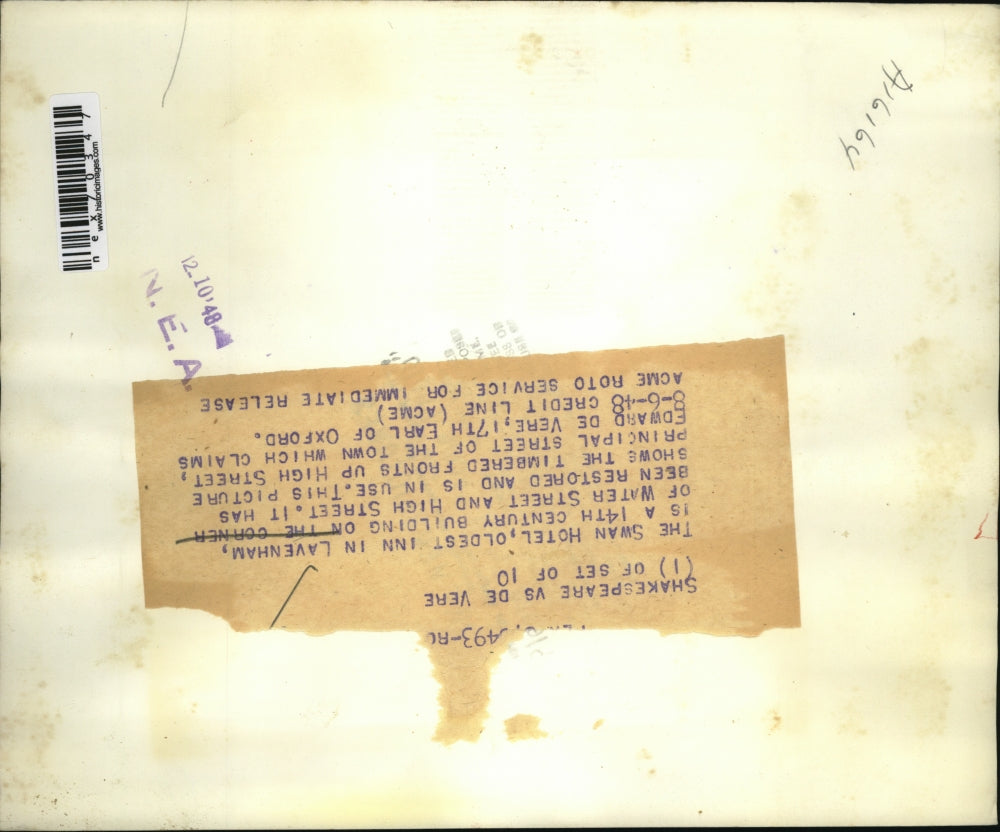 SHAKESPEARE VS DE VERE
(1) OF SET OF 10
THE SWAN HOTEL,OLDEST INN IN LAVENHAM,
IS A 14TH CENTURY BUILDING ON THE CORNER
OF WATER STREET AND HIGH STREET.IT HAS
BEEN RESTORED AND IS IN USE.THIS PICTURE
SHOWS THE TIMBERED FRONTS UP HIGH STREET,
PRINCIPAL STREET OF THE TOWN WHICH CLAIMS
EDWARD DE VERE,17TH EARL OF OXFORD.
8-6-48 CREDIT LINE (ACME)
ACME ROTO SERVICE FOR IMMEDIATE RELEASE
N.E.A.
12-10-48
nex70347
www.historicimages.com